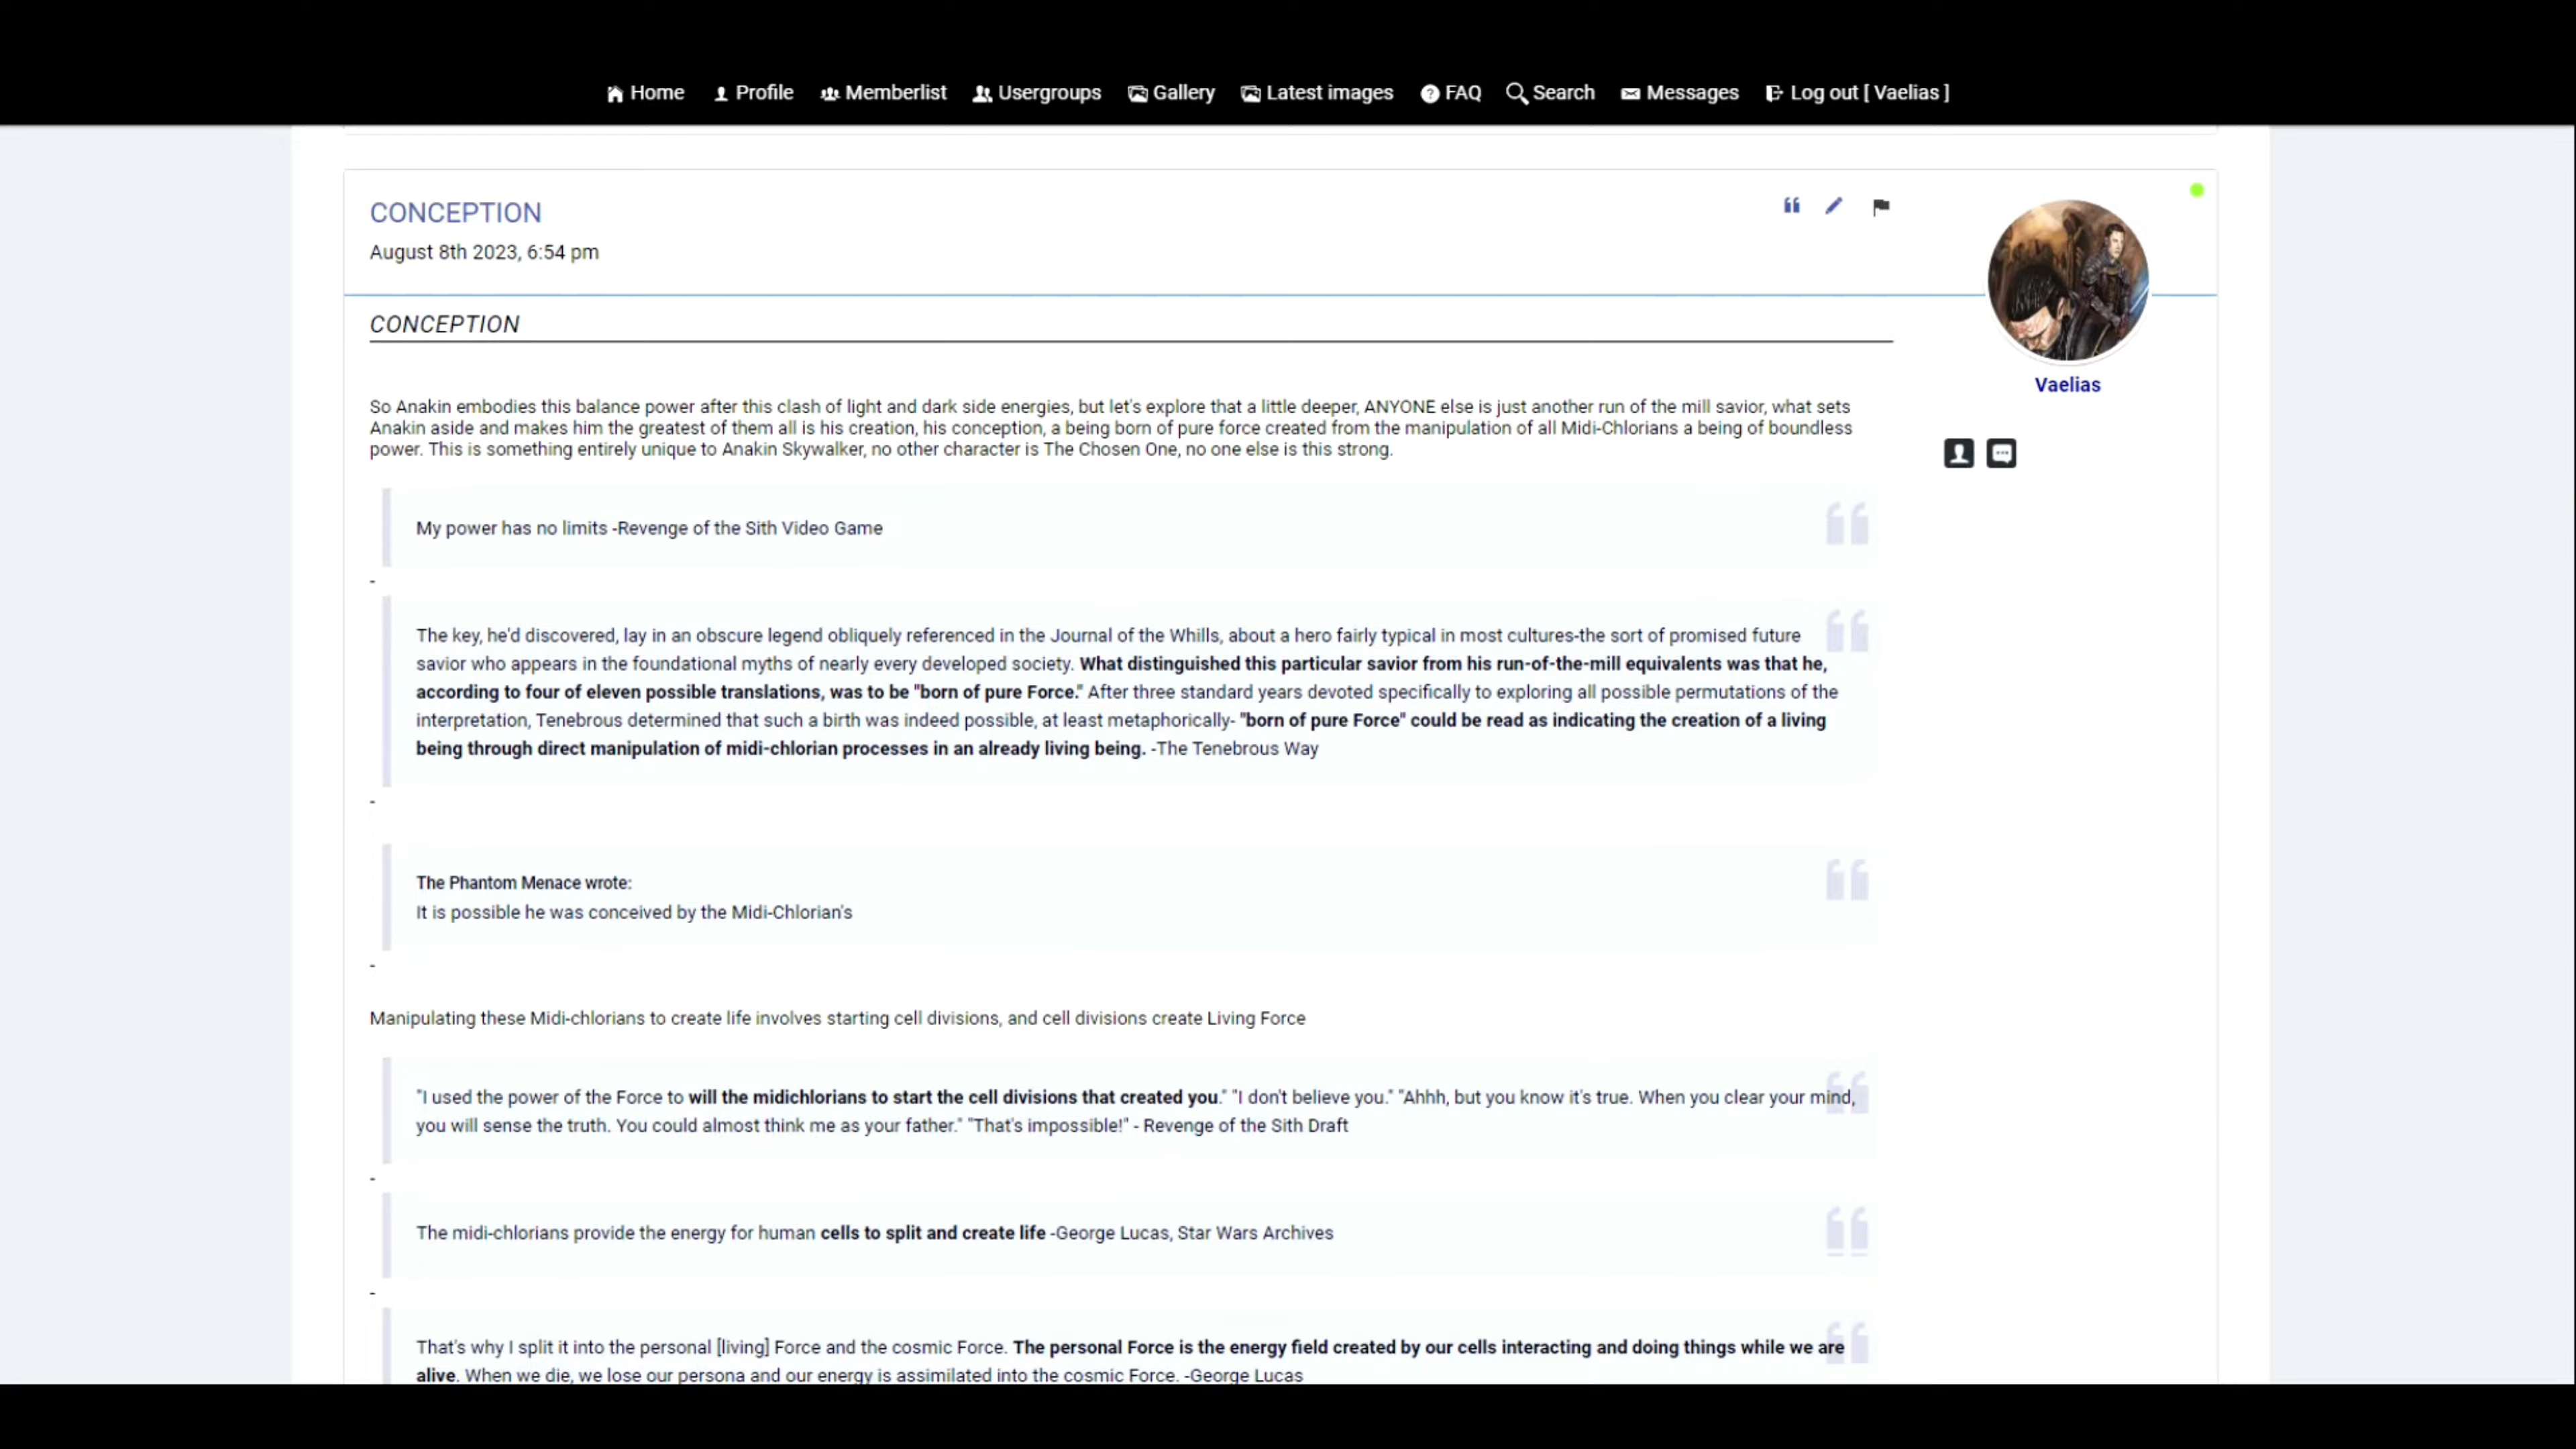 Home Profile Memberlist Usergroups Gallery Latest images FAQ Search Messages Log out [ Vaelias ]
CONCEPTION
August 8th 2023, 6:54 pm
CONCEPTION
Vaelias
So Anakin embodies this balance power after this clash of light and dark side energies, but let's explore that a little deeper, ANYONE else is just another run of the mill savior, what sets
Anakin aside and makes him the greatest of them all is his creation, his conception, a being born of pure force created from the manipulation of all Midi-Chlorians a being of boundless
power. This is something entirely unique to Anakin Skywalker, no other character is The Chosen One, no one else is this strong.
My power has no limits -Revenge of the Sith Video Game
-
The key, he'd discovered, lay in an obscure legend obliquely referenced in the Journal of the Whills, about a hero fairly typical in most cultures-the sort of promised future
savior who appears in the foundational myths of nearly every developed society. What distinguished this particular savior from his run-of-the-mill equivalents was that he,
according to four of eleven possible translations, was to be "born of pure Force." After three standard years devoted specifically to exploring all possible permutations of the
interpretation, Tenebrous determined that such a birth was indeed possible, at least metaphorically- "born of pure Force" could be read as indicating the creation of a living
being through direct manipulation of midi-chlorian processes in an already living being. -The Tenebrous Way
-
The Phantom Menace wrote:
It is possible he was conceived by the Midi-Chlorian's
-
Manipulating these Midi-chlorians to create life involves starting cell divisions, and cell divisions create Living Force
"I used the power of the Force to will the midichlorians to start the cell divisions that created you." "I don't believe you." "Ahhh, but you know it's true. When you clear your mind,
you will sense the truth. You could almost think me as your father." "That's impossible!" - Revenge of the Sith Draft
-
The midi-chlorians provide the energy for human cells to split and create life -George Lucas, Star Wars Archives
-
That's why I split it into the personal [living] Force and the cosmic Force. The personal Force is the energy field created by our cells interacting and doing things while we are
alive. When we die, we lose our persona and our energy is assimilated into the cosmic Force. -George Lucas